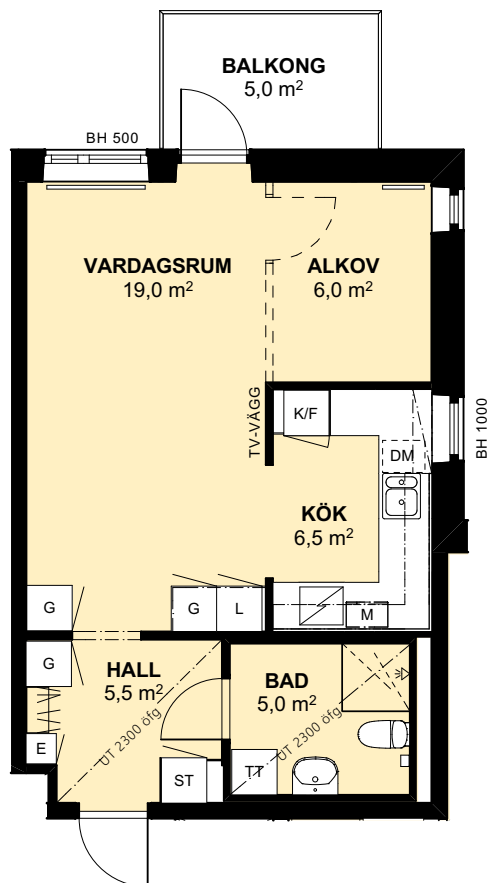 BALKONG
5,0 m²
BH 500
VARDAGSRUM
19,0 m²
ALKOV
6,0 m²
TV-VÄGG
K/F
BH 1000
DM
KÖK
6,5 m²
G
G
L
M
G
HALL
5,5 m²
BAD
5,0 m²
UT 2300 öfg
UT 2300 öfg
E
ST
TT